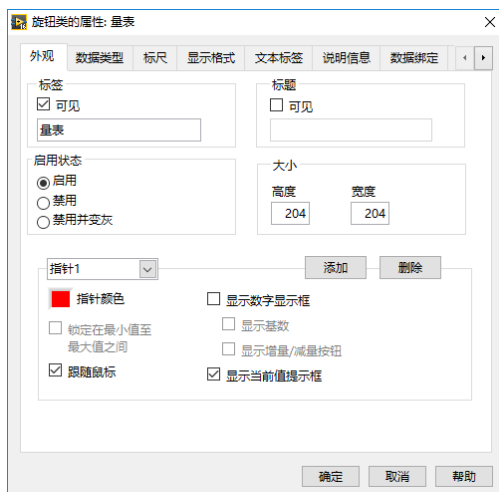 旋钮类的属性: 量表
外观 数据类型 标尺 显示格式 文本标签 说明信息 数据绑定
标签 标题
可见 可见
量表
启用状态 大小
启用 高度 宽度
禁用 204 204
禁用并变灰
指针1 添加 删除
指针颜色 显示数字显示框
锁定在最小值至 显示基数
最大值之间 显示增量/减量按钮
跟随鼠标 显示当前值提示框
确定 取消 帮助